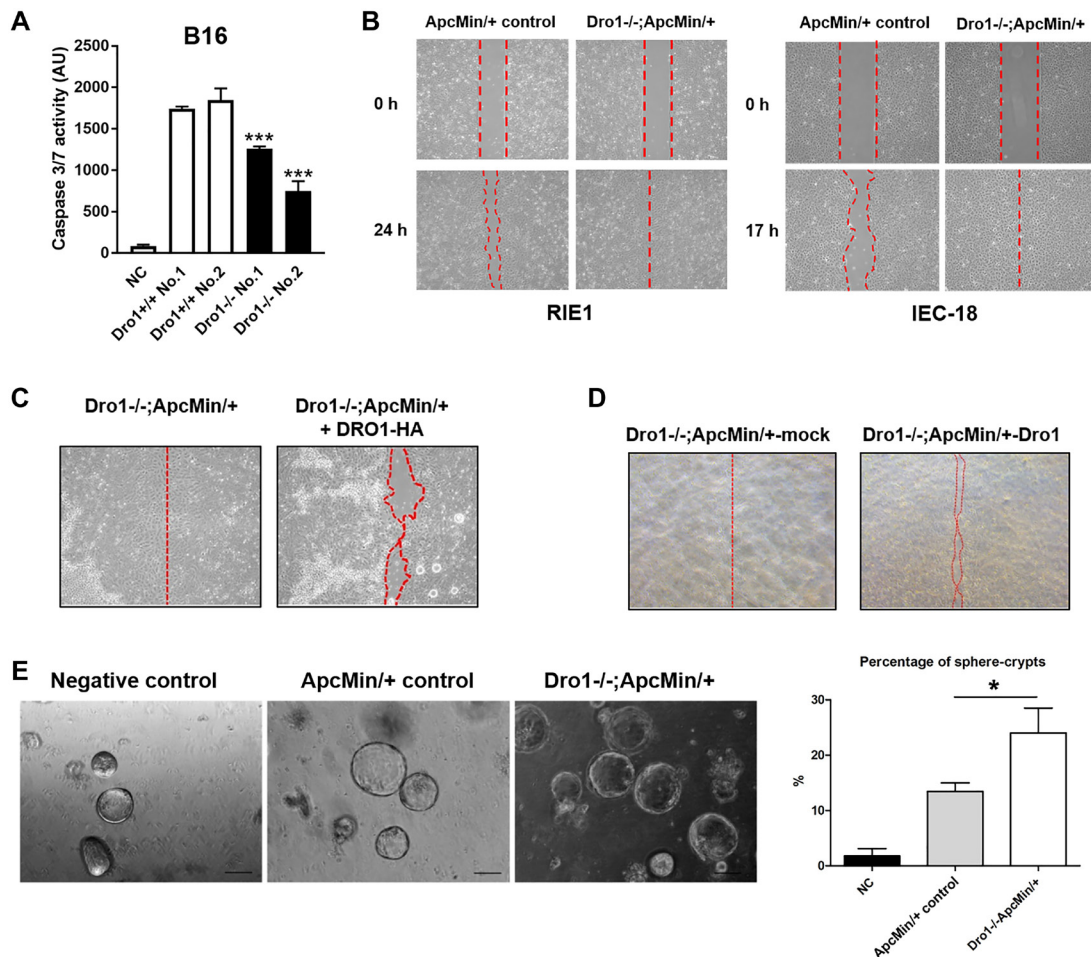 A
B16
Caspase 3/7 activity (AU)
2500
2000
1500
1000
500
0
***
***
NC
Dro1+/+ No.1
Dro1+/+ No.2
Dro1-/- No.1
Dro1-/- No.2
B
ApcMin/+ control
Dro1-/-;ApcMin/+
0 h
24 h
RIE1
ApcMin/+ control
Dro1-/-;ApcMin/+
0 h
17 h
IEC-18
C
Dro1-/-;ApcMin/+
Dro1-/-;ApcMin/+
+ DRO1-HA
D
Dro1-/-;ApcMin/+-mock
Dro1-/-;ApcMin/+-Dro1
E
Negative control
ApcMin/+ control
Dro1-/-;ApcMin/+
Percentage of sphere-crypts
*
%
30
20
10
0
NC
ApcMin/+ control
Dro1-/-ApcMin/+